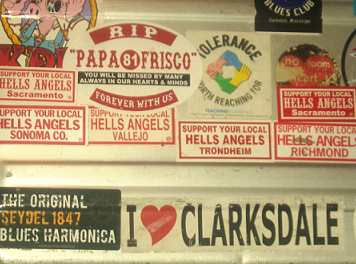 BLUES CLUB
RIP
"PAPA 81 FRISCO"
YOU WILL BE MISSED BY MANY
ALWAYS IN OUR HEARTS & MINDS
FOREVER WITH US
TOLERANCE
WORTH REACHING FOR
no room
SUPPORT YOUR LOCAL
HELLS ANGELS
Sacramento
SUPPORT YOUR LOCAL
HELLS ANGELS
Sacramento
SUPPORT YOUR LOCAL
HELLS ANGELS
SONOMA CO.
SUPPORT YOUR LOCAL
HELLS ANGELS
VALLEJO
SUPPORT YOUR LOCAL
HELLS ANGELS
TRONDHEIM
SUPPORT YOUR LOCAL
HELLS ANGELS
RICHMOND
THE ORIGINAL
SEYDEL 1847
BLUES HARMONICA
I ❤ CLARKSDALE